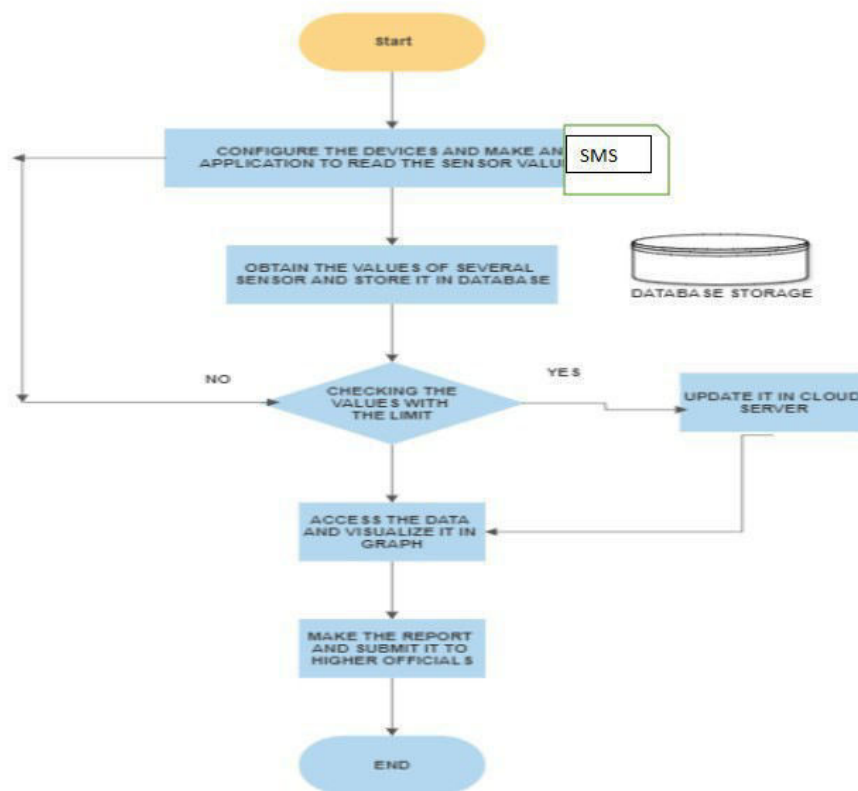 Start
CONFIGURE THE DEVICES AND MAKE AN
APPLICATION TO READ THE SENSOR VALU
SMS
OBTAIN THE VALUES OF SEVERAL
SENSOR AND STORE IT IN DATABASE
DATABASE STORAGE
NO
YES
CHECKING THE
VALUES WITH
THE LIMIT
UPDATE IT IN CLOUD
SERVER
ACCESS THE DATA
AND VISUALIZE IT IN
GRAPH
MAKE THE REPORT
AND SUBMIT IT TO
HIGHER OFFICIALS
END